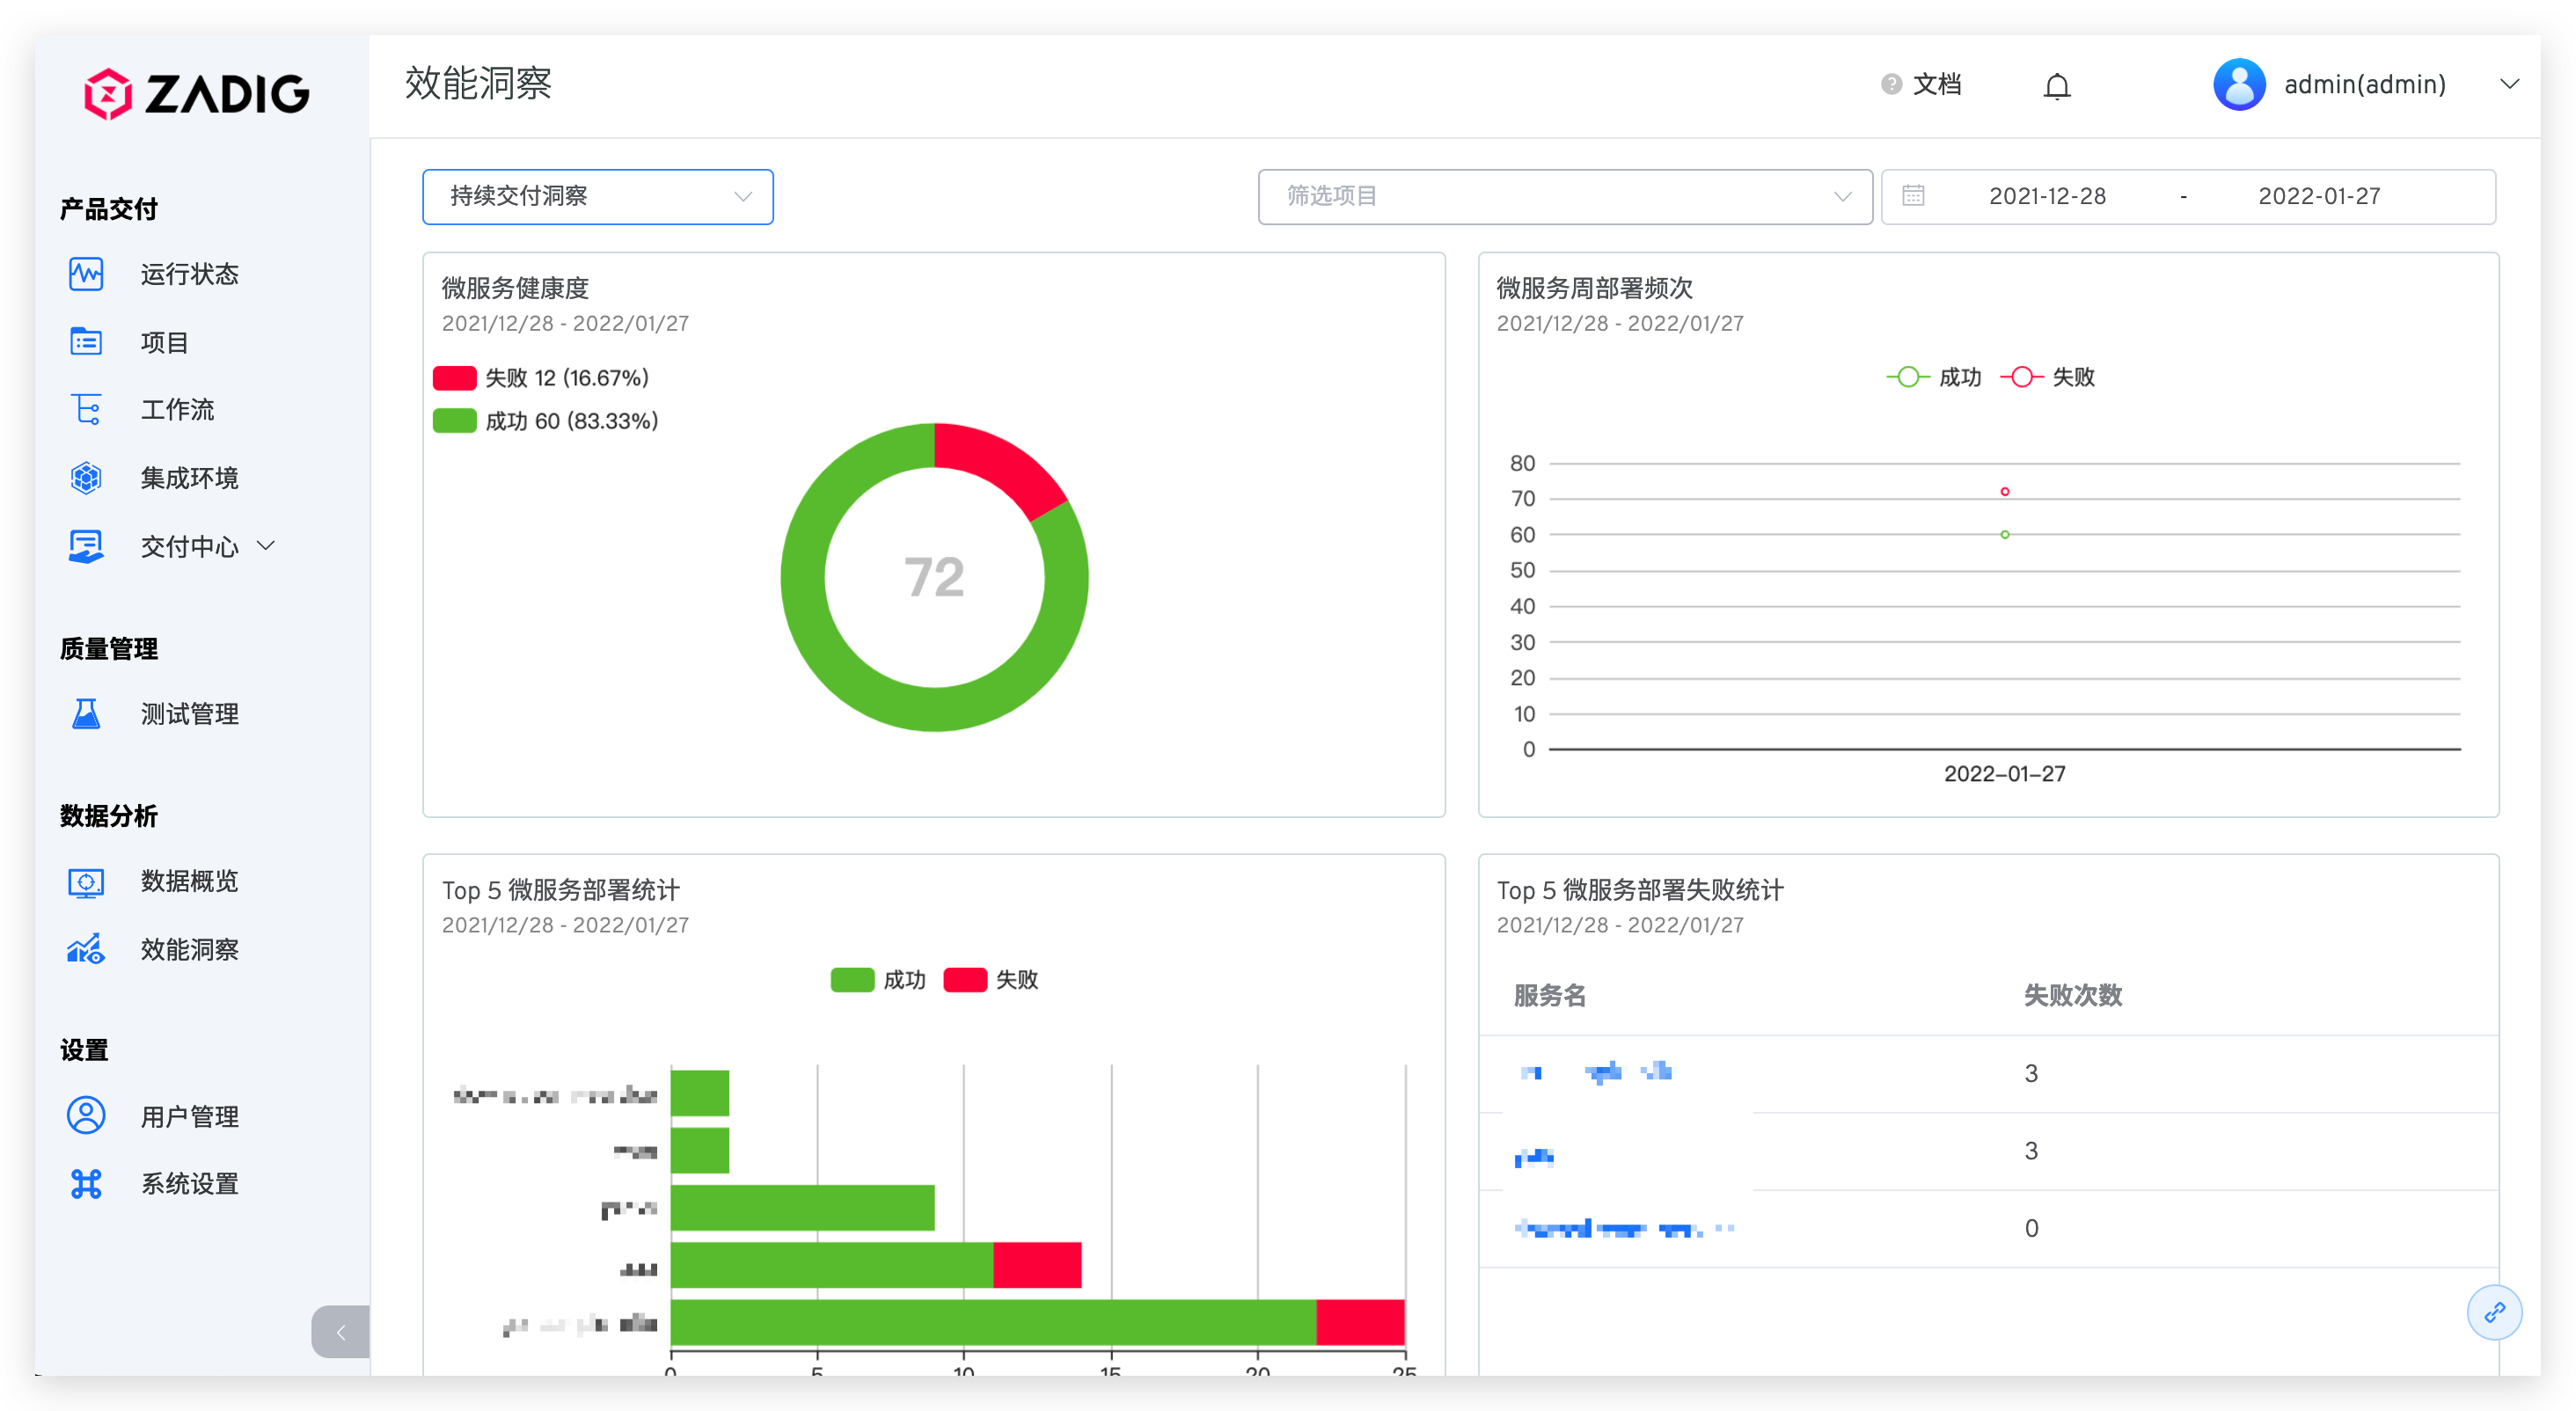 ZADIG
产品交付
运行状态
项目
工作流
集成环境
交付中心
质量管理
测试管理
数据分析
数据概览
效能洞察
设置
用户管理
系统设置
效能洞察
? 文档
admin(admin)
持续交付洞察
筛选项目
2021-12-28 - 2022-01-27
微服务健康度
2021/12/28 - 2022/01/27
失败 12 (16.67%)
成功 60 (83.33%)
72
微服务周部署频次
2021/12/28 - 2022/01/27
成功 失败
80
70
60
50
40
30
20
10
0
2022-01-27
Top 5 微服务部署统计
2021/12/28 - 2022/01/27
成功 失败
0 5 10 15 20 25
Top 5 微服务部署失败统计
2021/12/28 - 2022/01/27
服务名 失败次数
3
3
0